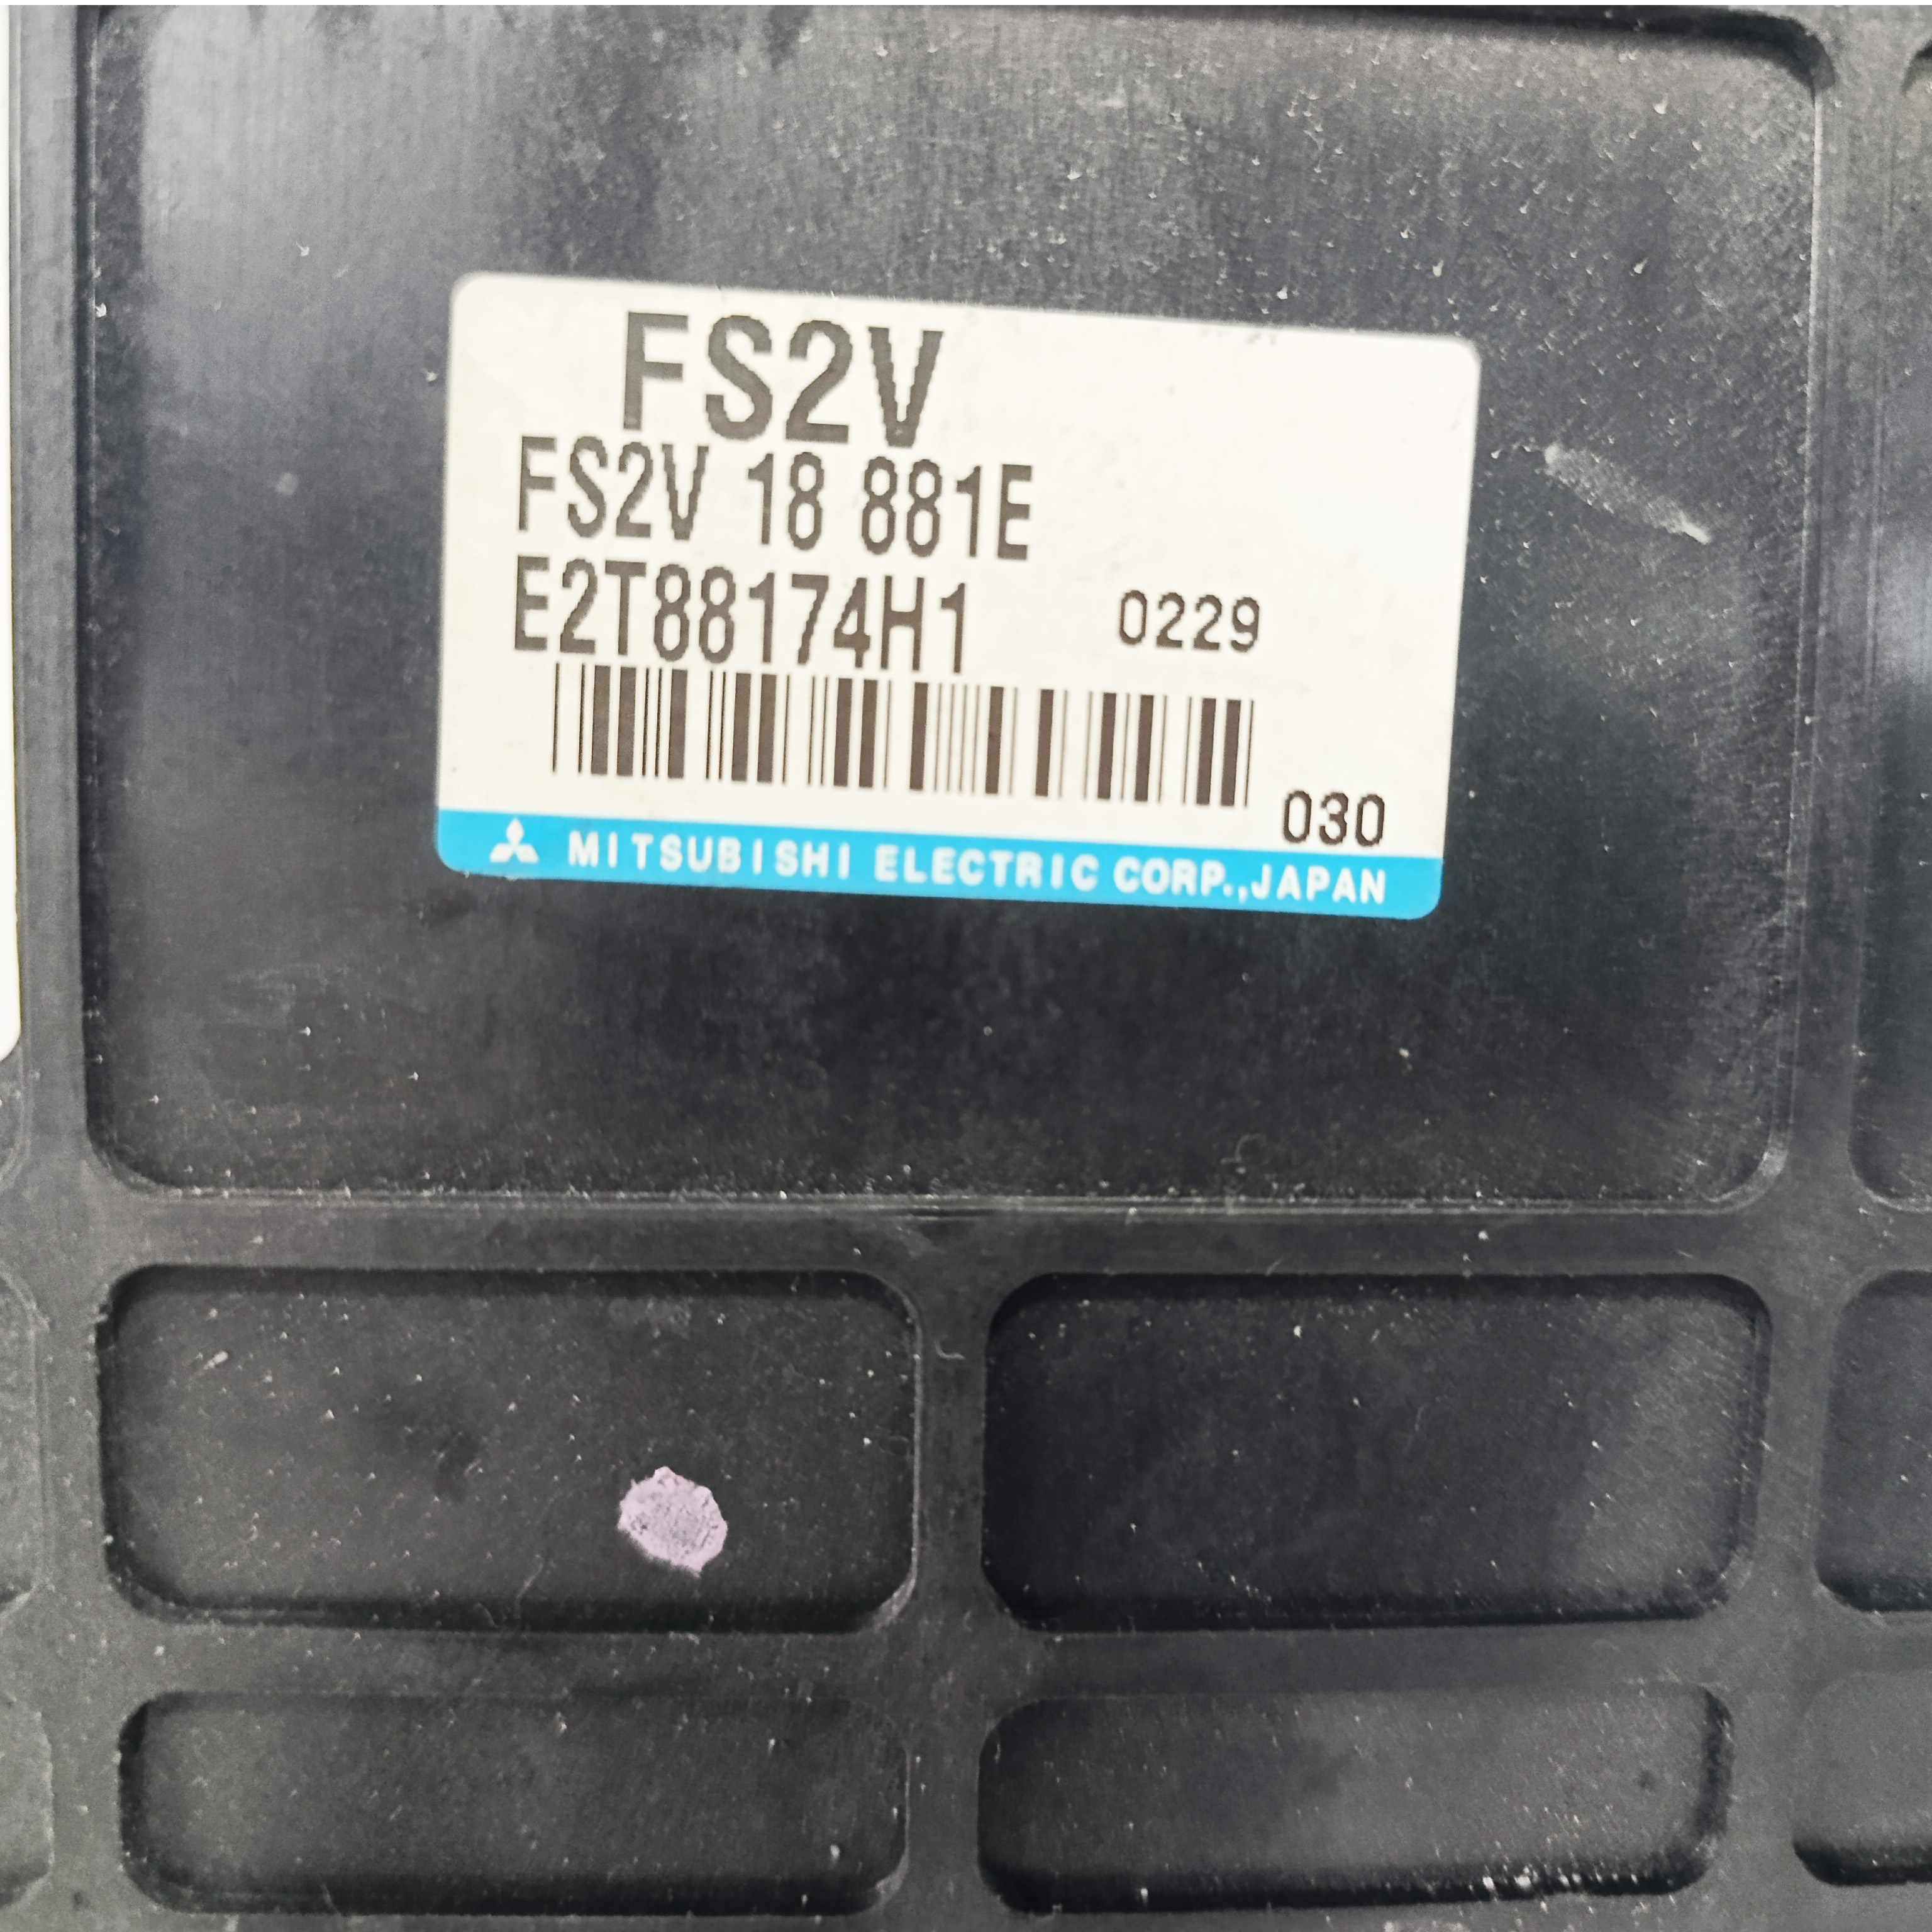 FS2V
FS2V 18 881E
E2T88174H1 0229
030
MITSUBISHI ELECTRIC CORP.,JAPAN